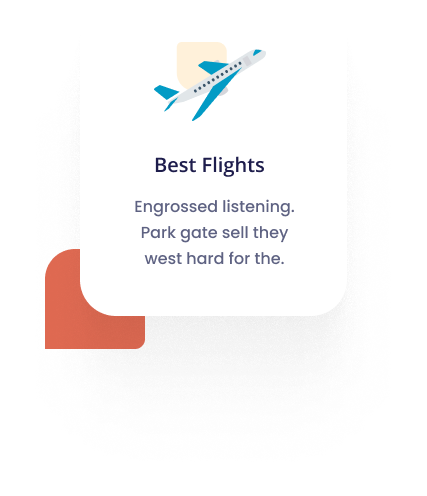 Best Flights
Engrossed listening.
Park gate sell they
west hard for the.